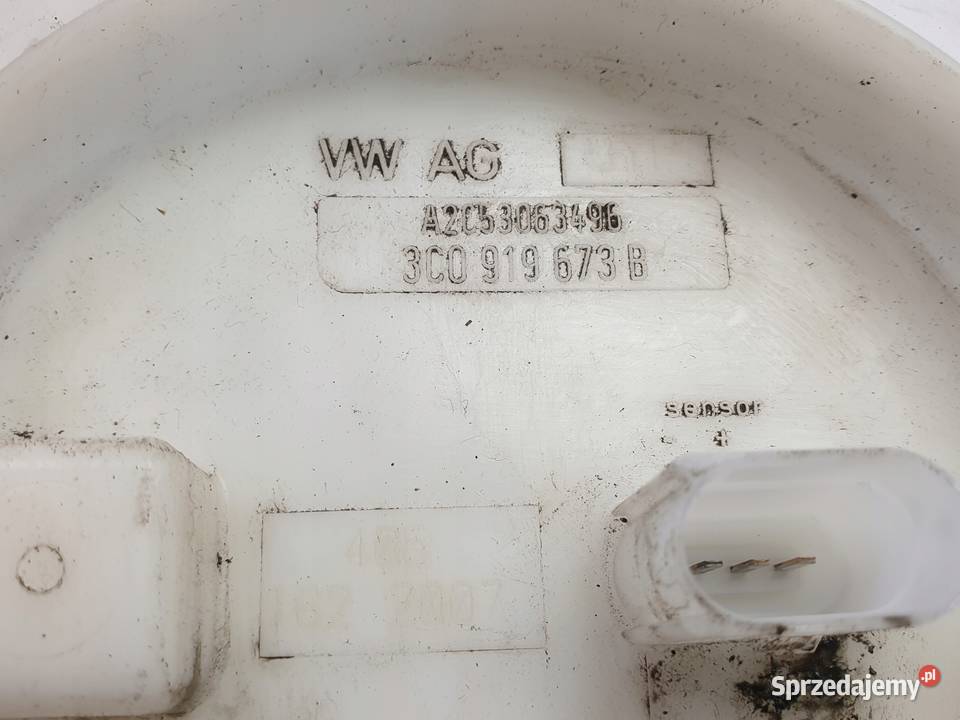 VW AG
A2C53063496
3C0 919 673 B
sensor
- +
Sprzedajemy.pl